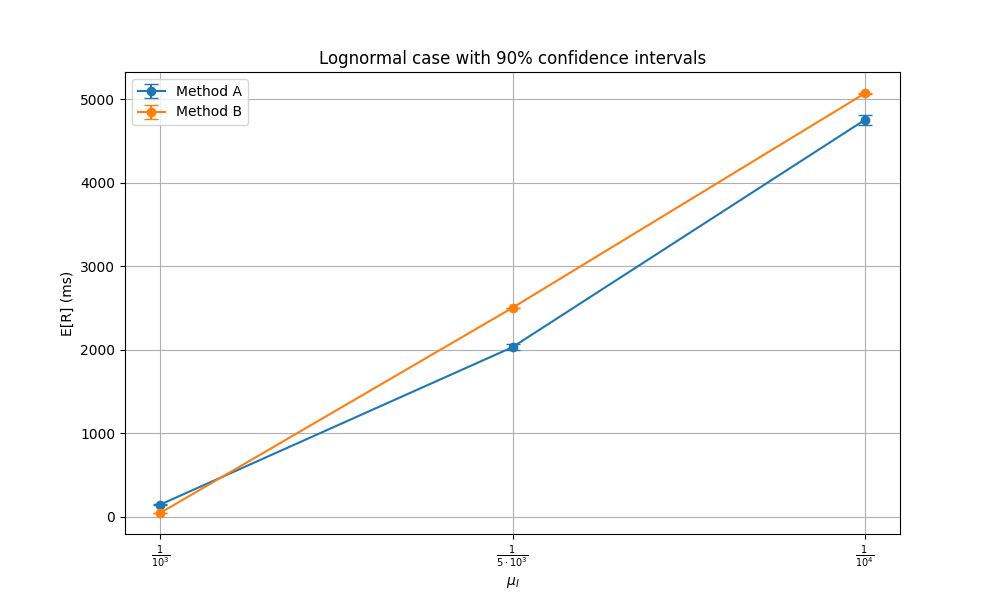 Lognormal case with 90% confidence intervals
Method A
Method B
5000
4000
3000
2000
1000
0
E[R] (ms)
1/10³ 1/5·10³ 1/10⁴
μ_l